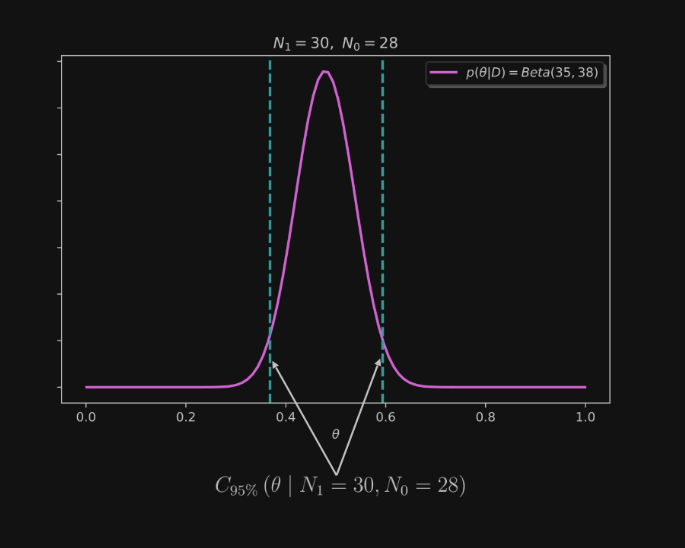 N₁ = 30, N₀ = 28
p(θ|D) = Beta(35, 38)
0.0 0.2 0.4 0.6 0.8 1.0
θ
C₉₅% (θ | N₁ = 30, N₀ = 28)